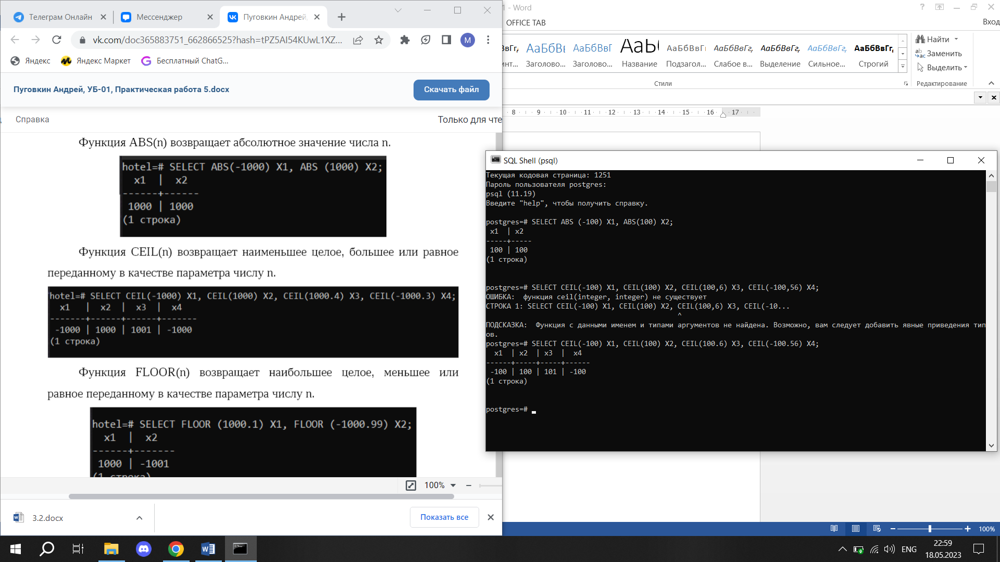 Телеграм Онлайн
Мессенджер
Пуговкин Андрей,
vk.com/doc365883751_662866525?hash=tPZ5AI54KUwL1XZ...
M
Яндекс
Яндекс Маркет
Бесплатный ChatG...
Пуговкин Андрей, УБ-01, Практическая работа 5.docx
Скачать файл
Справка
Только для чте
Функция ABS(n) возвращает абсолютное значение числа n.
hotel=# SELECT ABS(-1000) X1, ABS (1000) X2;
x1 | x2
------+------
1000 | 1000
(1 строка)
Функция CEIL(n) возвращает наименьшее целое, большее или равное
переданному в качестве параметра числу n.
hotel=# SELECT CEIL(-1000) X1, CEIL(1000) X2, CEIL(1000.4) X3, CEIL(-1000.3) X4;
x1 | x2 | x3 | x4
-------+------+------+-------
-1000 | 1000 | 1001 | -1000
(1 строка)
Функция FLOOR(n) возвращает наибольшее целое, меньшее или
равное переданному в качестве параметра числу n.
hotel=# SELECT FLOOR (1000.1) X1, FLOOR (-1000.99) X2;
x1 | x2
------+-------
1000 | -1001
(1 строка)
100%
3.2.docx
Показать все
1 - Word
OFFICE TAB
Вход
АаБбВвГг,
АаБбВв
АаБбВвГ
АаБ
АаБбВвГ
АаБбВвГг,
АаБбВвГг,
АаБбВвГг,
АаБбВвГг,
инт...
Заголово...
Заголово...
Название
Подзагол...
Слабое в...
Выделение
Сильное...
Строгий
Стили
Найти
Заменить
Выделить
Редактирование
8 9 10 11 12 13 14 15 16 17
SQL Shell (psql)
Текущая кодовая страница: 1251
Пароль пользователя postgres:
psql (11.19)
Введите "help", чтобы получить справку.
postgres=# SELECT ABS (-100) X1, ABS(100) X2;
x1 | x2
-----+-----
100 | 100
(1 строка)
postgres=# SELECT CEIL(-100) X1, CEIL(100) X2, CEIL(100,6) X3, CEIL(-100,56) X4;
ОШИБКА: функция ceil(integer, integer) не существует
СТРОКА 1: SELECT CEIL(-100) X1, CEIL(100) X2, CEIL(100,6) X3, CEIL(-10...
^
ПОДСКАЗКА: Функция с данными именем и типами аргументов не найдена. Возможно, вам следует добавить явные приведения тип
ов.
postgres=# SELECT CEIL(-100) X1, CEIL(100) X2, CEIL(100.6) X3, CEIL(-100.56) X4;
x1 | x2 | x3 | x4
------+-----+-----+------
-100 | 100 | 101 | -100
(1 строка)
postgres=#
100%
ENG
22:59
18.05.2023